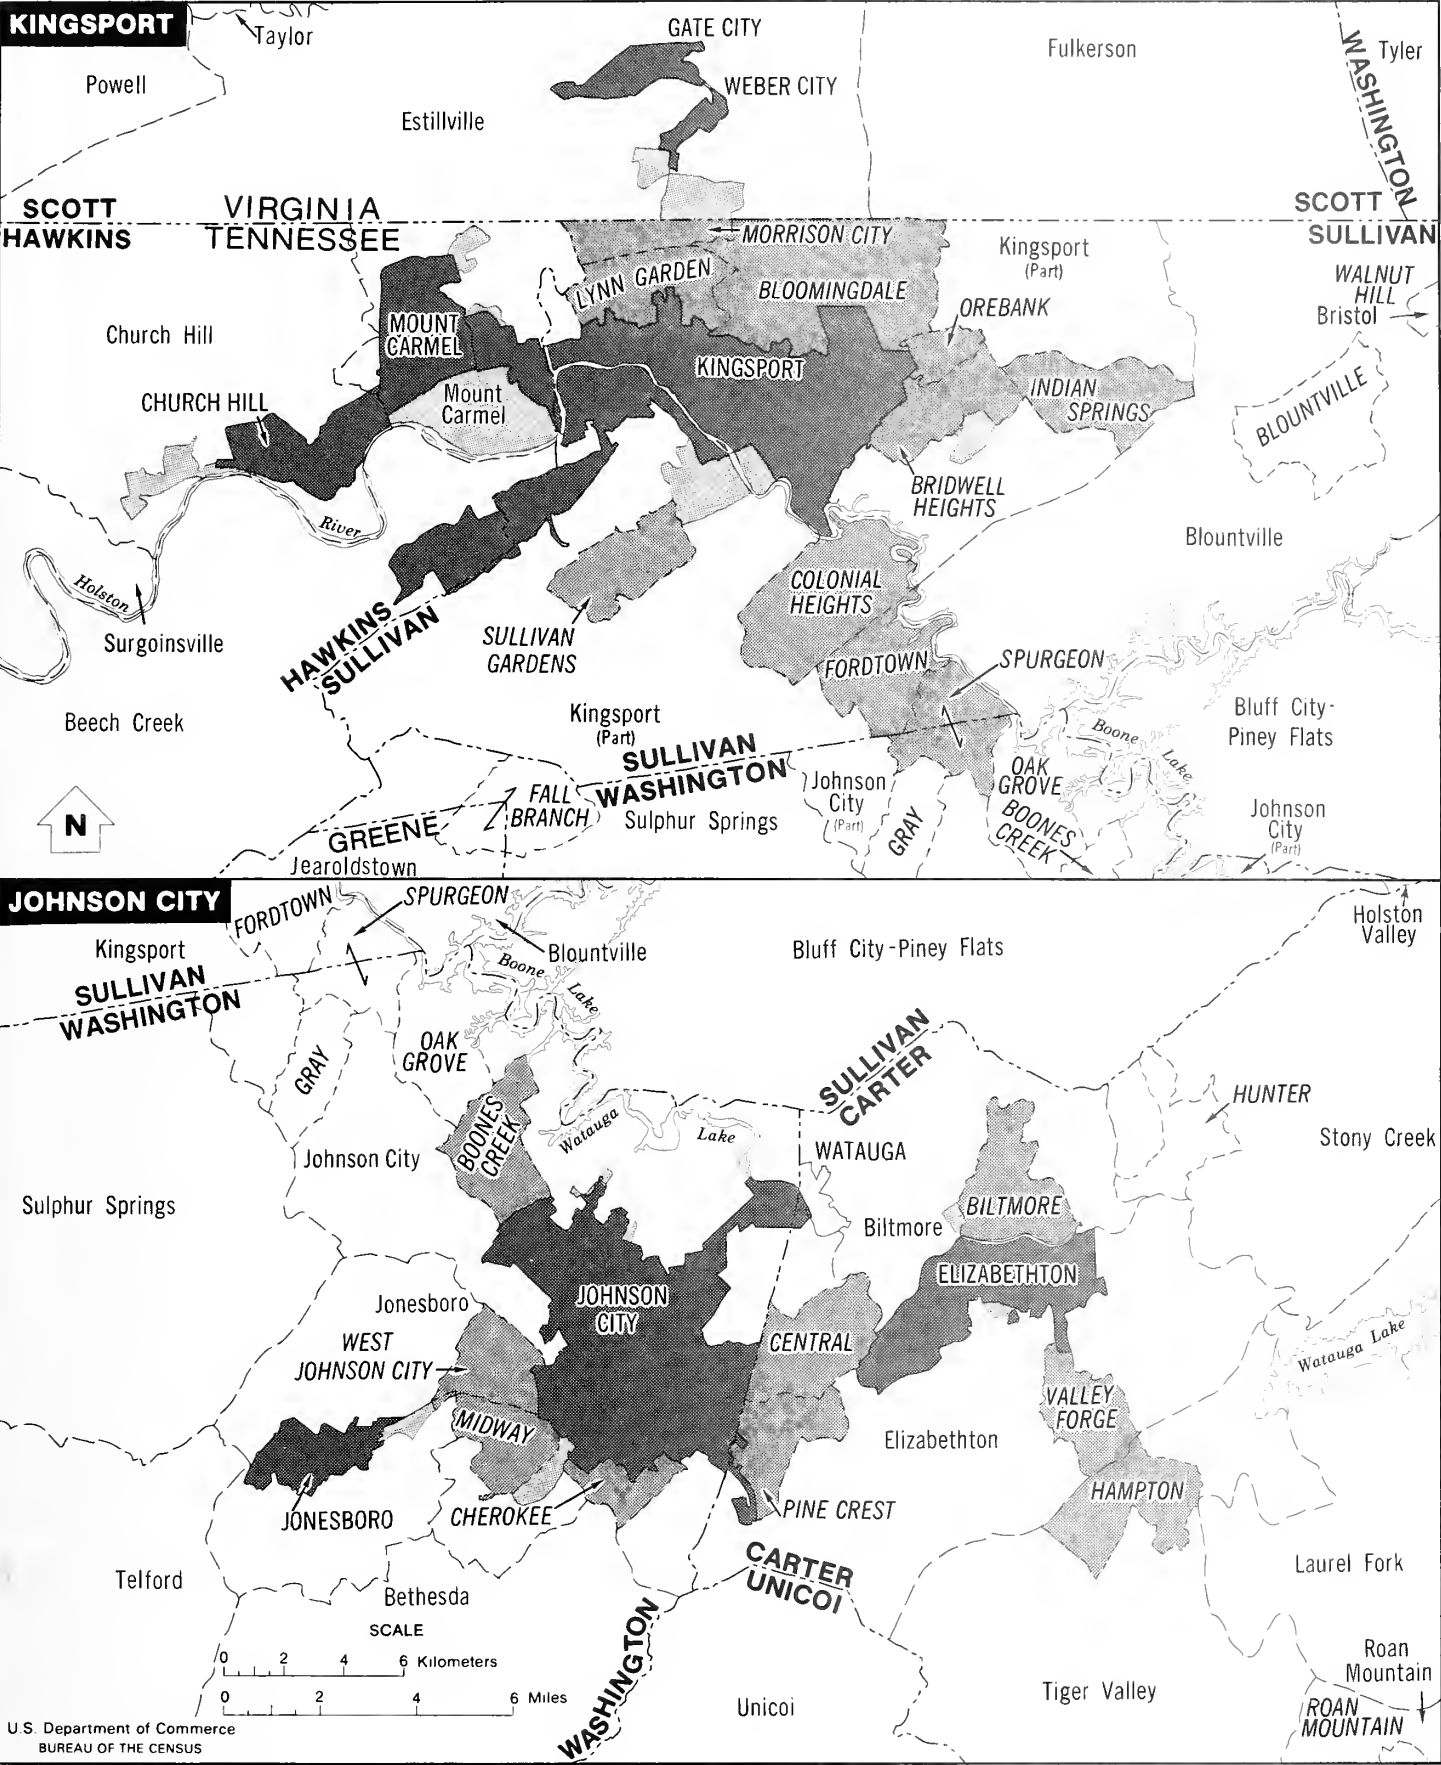 KINGSPORT
Taylor
GATE CITY
Fulkerson
WASHINGTON
Tyler
Powell
WEBER CITY
Estillville
SCOTT
VIRGINIA
SCOTT
HAWKINS
TENNESSEE
SULLIVAN
MORRISON CITY
Kingsport
(Part)
LYNN GARDEN
BLOOMINGDALE
WALNUT
HILL
Bristol
OREBANK
Church Hill
MOUNT
CARMEL
KINGSPORT
Mount
Carmel
INDIAN
SPRINGS
CHURCH HILL
BLOUNTVILLE
BRIDWELL
HEIGHTS
River
Blountville
Holston
COLONIAL
HEIGHTS
Surgoinsville
HAWKINS
SULLIVAN
SULLIVAN
GARDENS
FORDTOWN
SPURGEON
Beech Creek
Kingsport
(Part)
Bluff City-
Piney Flats
Boone
Lake
SULLIVAN
WASHINGTON
OAK
GROVE
Johnson
City
(Part)
N
FALL
BRANCH
Sulphur Springs
GRAY
BOONES
CREEK
Johnson
City
(Part)
GREENE
Jearoldstown
JOHNSON CITY
FORDTOWN
SPURGEON
Holston
Valley
Kingsport
Blountville
Bluff City-Piney Flats
Boone
Lake
SULLIVAN
WASHINGTON
OAK
GROVE
GRAY
SULLIVAN
CARTER
HUNTER
BOONES
CREEK
Watauga
Lake
Stony Creek
WATAUGA
Johnson City
Sulphur Springs
BILTMORE
Biltmore
ELIZABETHTON
JOHNSON
CITY
Jonesboro
WEST
JOHNSON CITY
CENTRAL
Watauga Lake
VALLEY
FORGE
MIDWAY
Elizabethton
HAMPTON
JONESBORO
CHEROKEE
PINE CREST
CARTER
UNICOI
Laurel Fork
Telford
Bethesda
WASHINGTON
SCALE
0 2 4 6 Kilometers
0 2 4 6 Miles
Roan
Mountain
Unicoi
Tiger Valley
ROAN
MOUNTAIN
U.S. Department of Commerce
BUREAU OF THE CENSUS